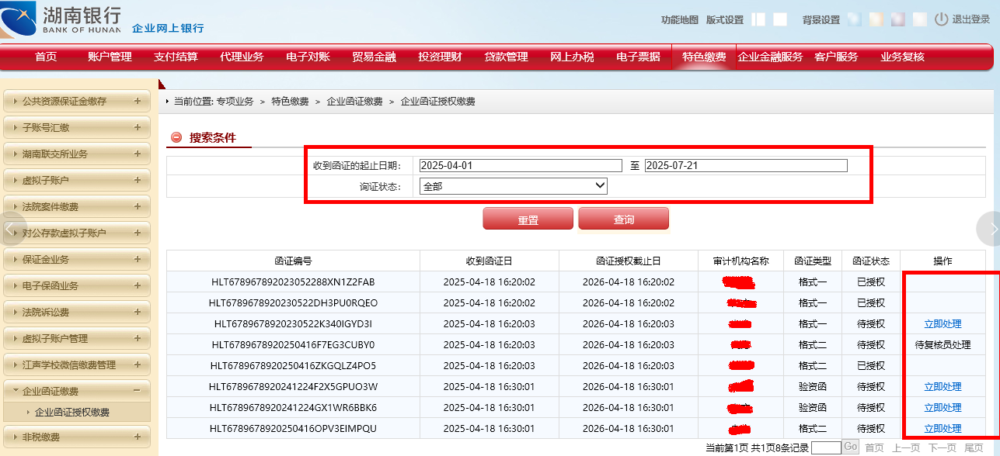 湖南银行
BANK OF HUNAN
企业网上银行
功能地图 版式设置 背景设置 退出登录
首页 账户管理 支付结算 代理业务 电子对账 贸易金融 投资理财 贷款管理 网上办税 电子票据 特色缴费 企业金融服务 客户服务 业务复核
公共资源保证金缴存 +
子账号汇缴 +
湖南联交所业务 +
虚拟子账户 +
法院案件缴费 +
对公存款虚拟子账户 +
保证金业务 +
电子保函业务 +
法院诉讼费 +
虚拟子账户管理 +
江声学校微信缴费管理 +
企业函证缴费 −
企业函证授权缴费
非税缴费 +
当前位置: 专项业务 > 特色缴费 > 企业函证缴费 > 企业函证授权缴费
搜索条件
收到函证的起止日期: 2025-04-01 至 2025-07-21
询证状态: 全部
重置 查询
函证编号 收到函证日 函证授权截止日 审计机构名称 函证类型 函证状态 操作
HLT678967892023052288XN1Z2FAB 2025-04-18 16:20:02 2026-04-18 16:20:02 格式一 已授权
HLT6789678920230522DH3PU0RQEO 2025-04-18 16:20:02 2026-04-18 16:20:02 格式一 已授权
HLT6789678920230522K340IGYD3I 2025-04-18 16:20:03 2026-04-18 16:20:03 格式一 待授权 立即处理
HLT6789678920250416F7EG3CUBY0 2025-04-18 16:20:03 2026-04-18 16:20:03 格式二 待授权 待复核员处理
HLT6789678920250416ZKGQLZ4PO5 2025-04-18 16:20:03 2026-04-18 16:20:03 格式二 已授权
HLT6789678920241224F2X5GPUO3W 2025-04-18 16:30:01 2026-04-18 16:30:01 验资函 待授权 立即处理
HLT6789678920241224GX1WR6BBK6 2025-04-18 16:30:01 2026-04-18 16:30:01 验资函 待授权 立即处理
HLT6789678920250416OPV3EIMPQU 2025-04-18 16:30:01 2026-04-18 16:30:01 格式二 待授权 立即处理
当前第1页 共1页8条记录 Go 首页 上一页 下一页 尾页